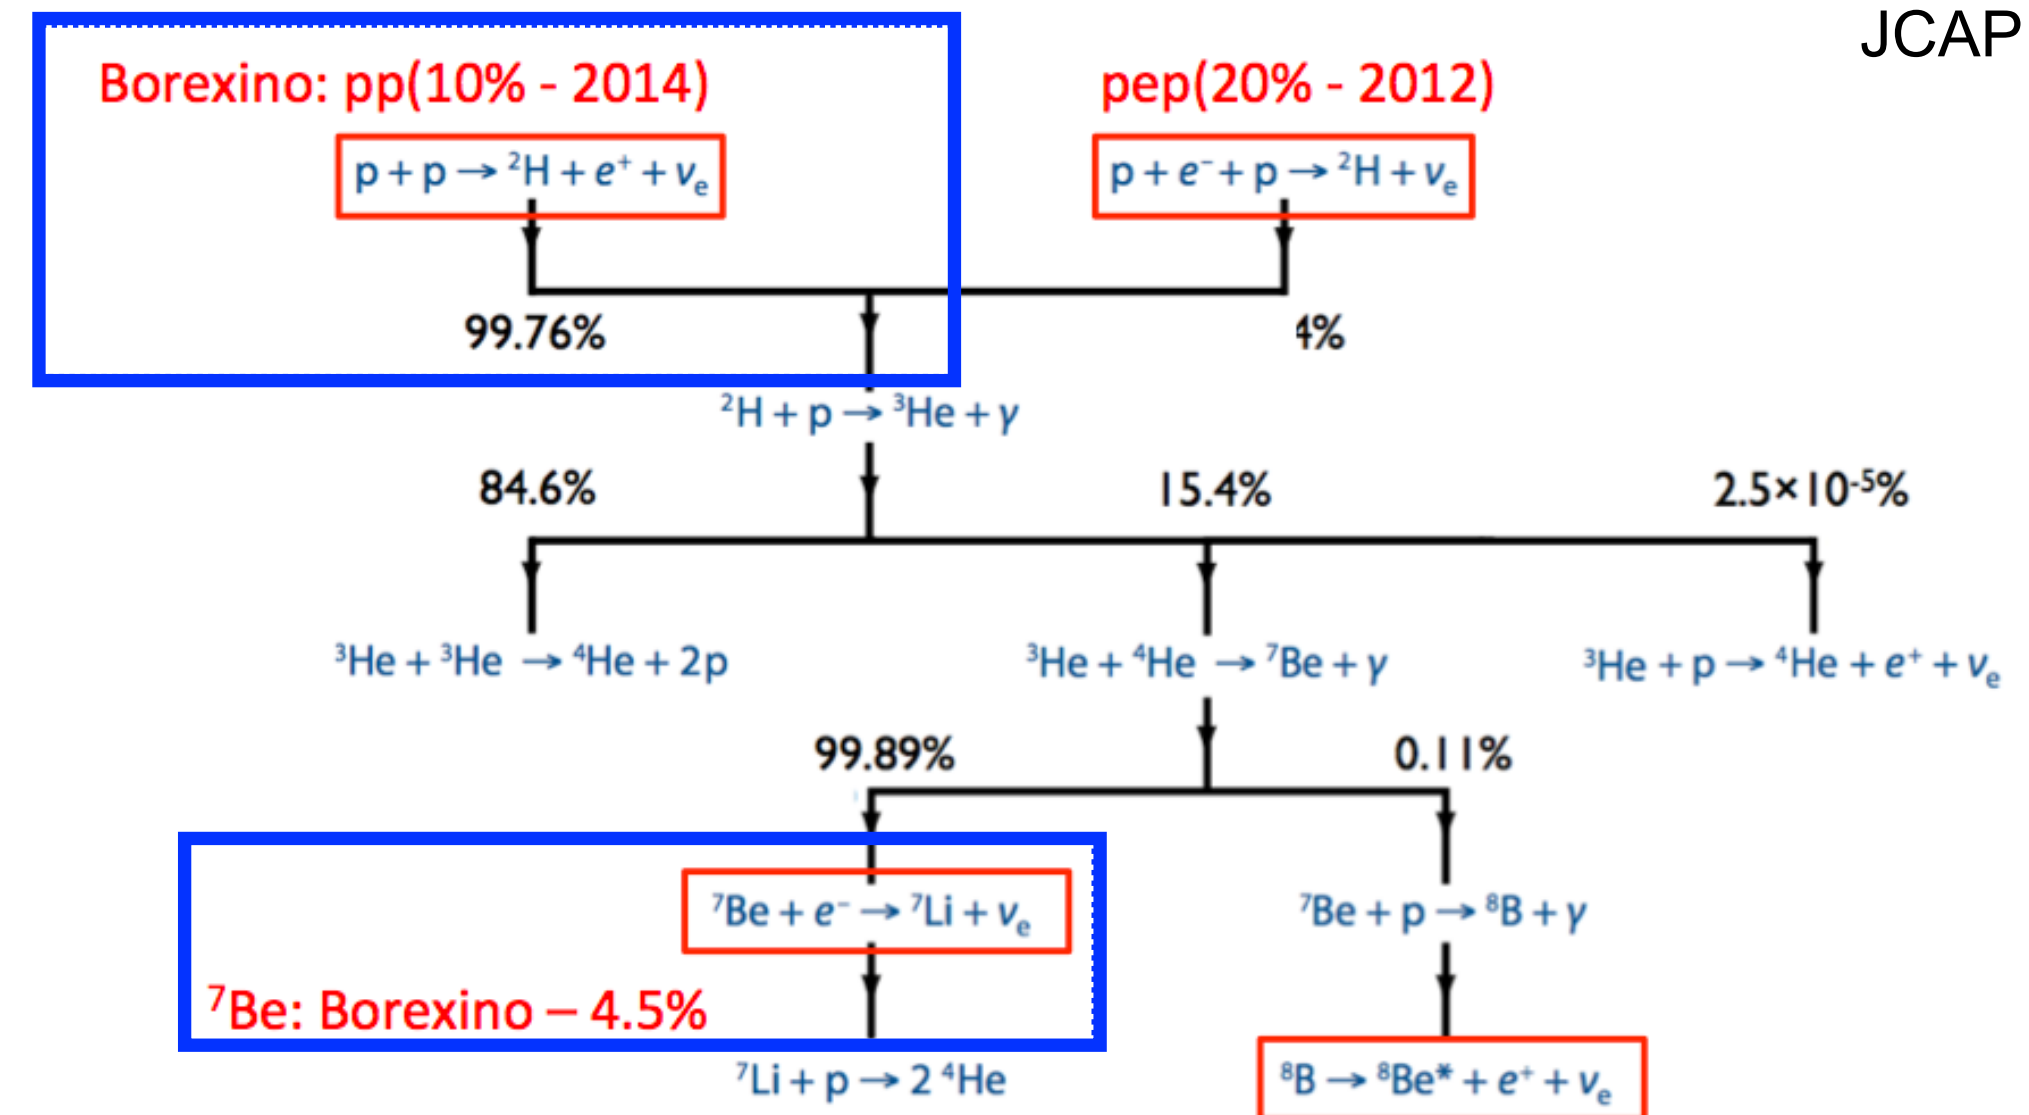 JCAP
Borexino: pp(10% - 2014)
pep(20% - 2012)
p + p → ²H + e⁺ + νₑ
p + e⁻ + p → ²H + νₑ
99.76%
4%
²H + p → ³He + γ
84.6%
15.4%
2.5×10⁻⁵%
³He + ³He → ⁴He + 2p
³He + ⁴He → ⁷Be + γ
³He + p → ⁴He + e⁺ + νₑ
99.89%
0.11%
⁷Be + e⁻ → ⁷Li + νₑ
⁷Be + p → ⁸B + γ
⁷Be: Borexino – 4.5%
⁷Li + p → 2 ⁴He
⁸B → ⁸Be* + e⁺ + νₑ